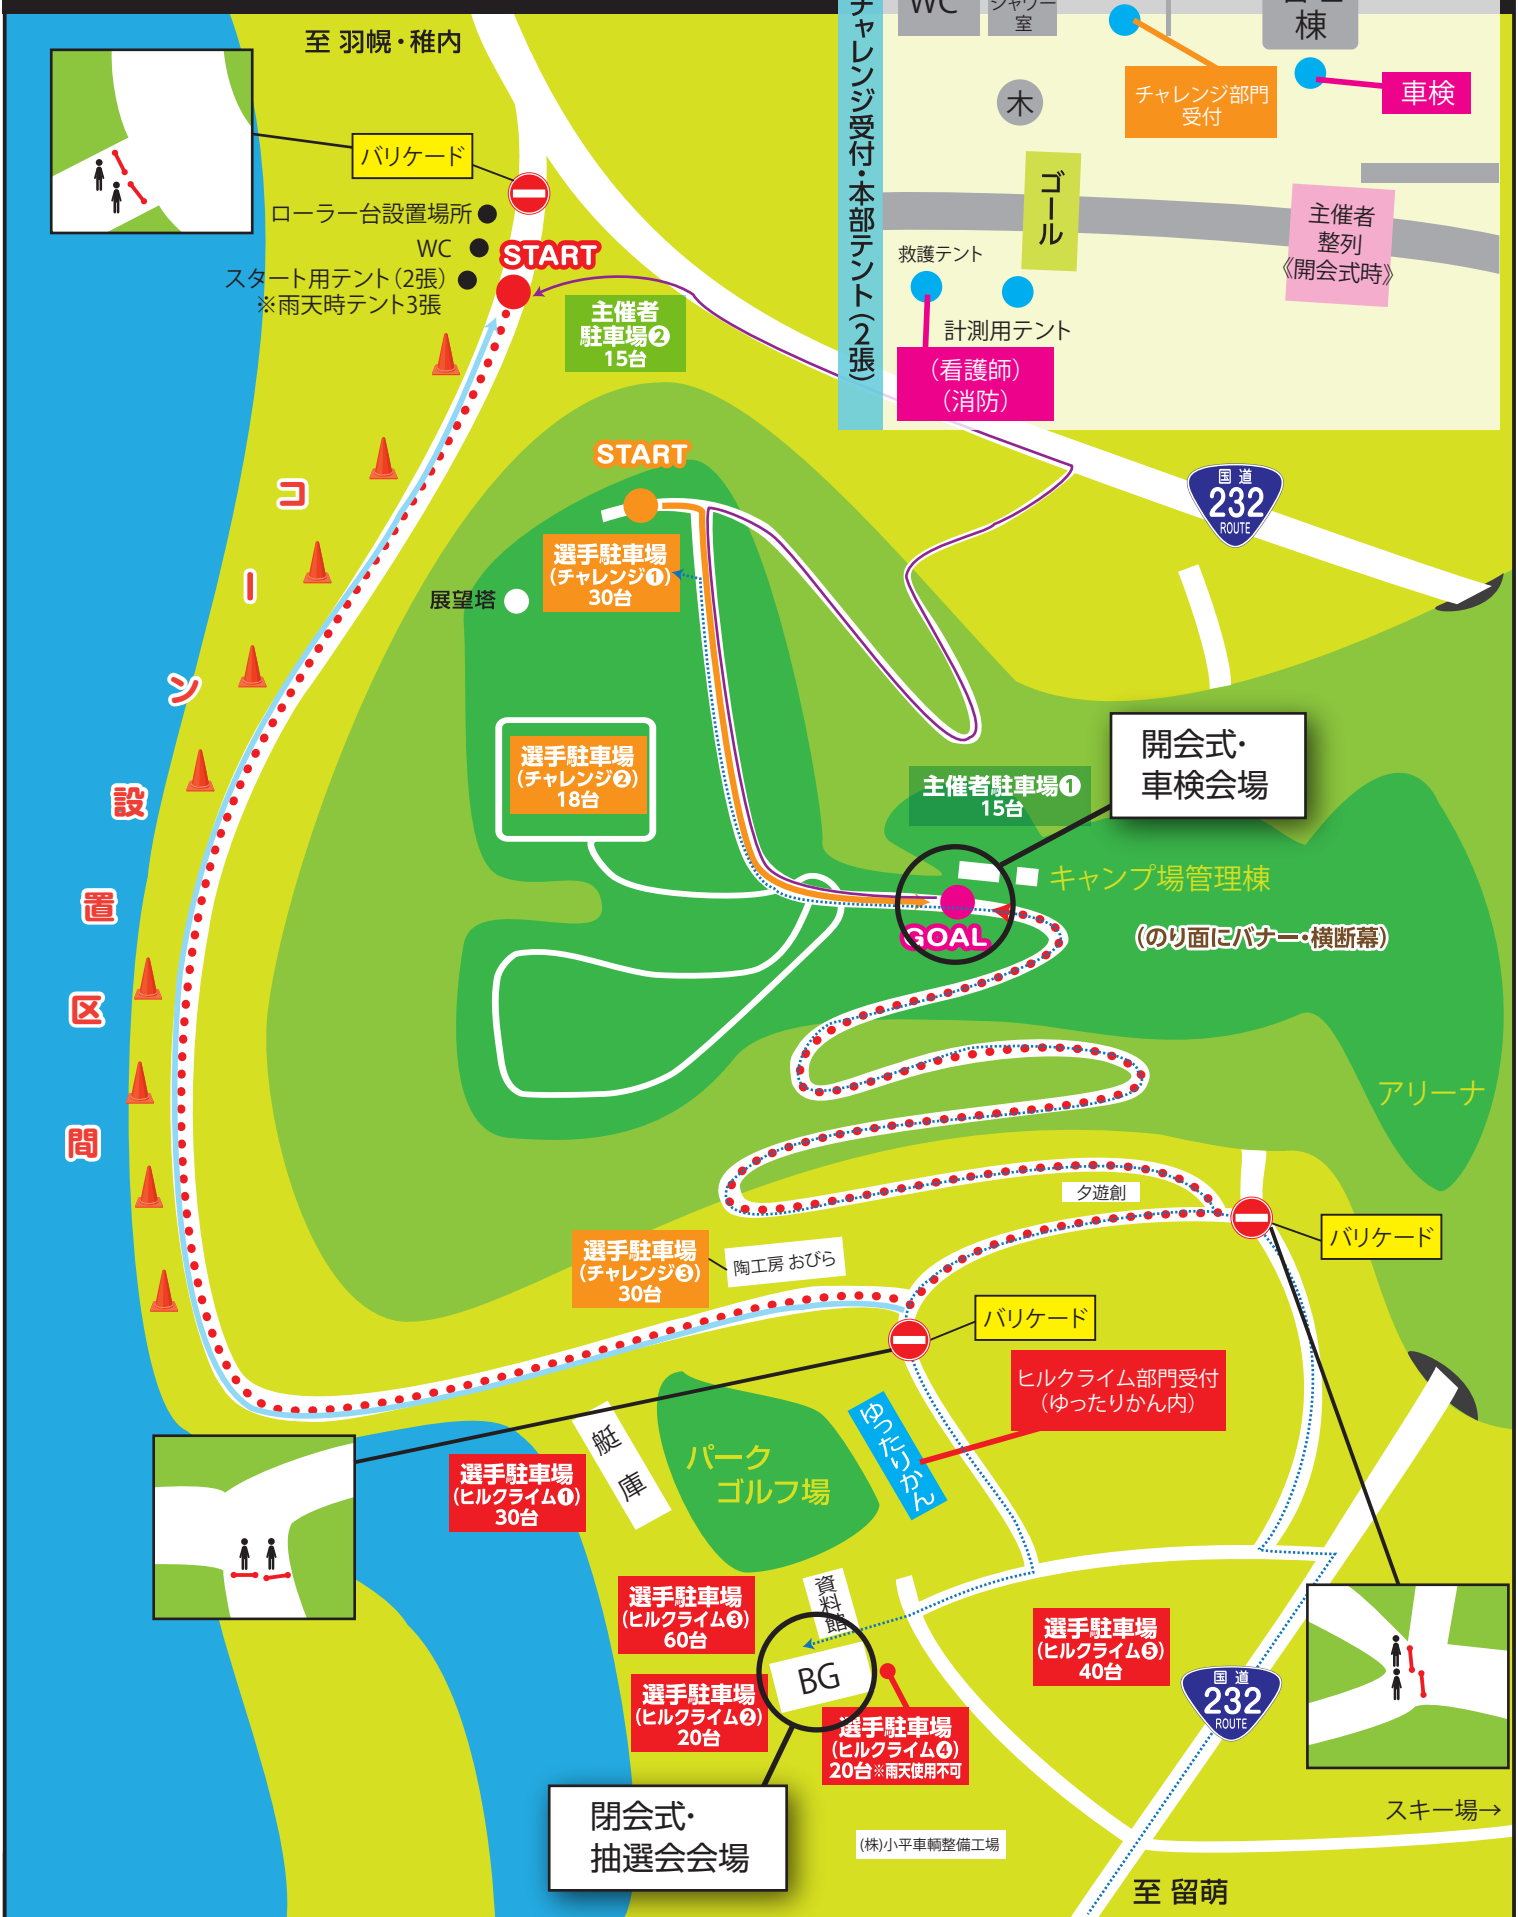 至 羽幌・稚内
バリケード
ローラー台設置場所
WC
スタート用テント(2張)
※雨天時テント3張
START
主催者
駐車場❷
15台
チャレンジ受付・本部テント(2張)
WC
シャワー
室
棟
木
チャレンジ部門
受付
車検
ゴール
主催者
整列
《開会式時》
救護テント
計測用テント
(看護師)
(消防)
START
選手駐車場
(チャレンジ❶)
30台
展望塔
国道
232
ROUTE
コーン設置区間
選手駐車場
(チャレンジ❷)
18台
開会式・
車検会場
主催者駐車場❶
15台
キャンプ場管理棟
GOAL
(のり面にバナー・横断幕)
アリーナ
夕遊創
バリケード
選手駐車場
(チャレンジ❸)
30台
陶工房 おびら
バリケード
ヒルクライム部門受付
(ゆったりかん内)
ゆったりかん
艇庫
パーク
ゴルフ場
選手駐車場
(ヒルクライム❶)
30台
資料館
選手駐車場
(ヒルクライム❸)
60台
BG
選手駐車場
(ヒルクライム❷)
20台
選手駐車場
(ヒルクライム❹)
20台※雨天使用不可
選手駐車場
(ヒルクライム❺)
40台
国道
232
ROUTE
閉会式・
抽選会会場
(株)小平車輌整備工場
スキー場→
至 留萌